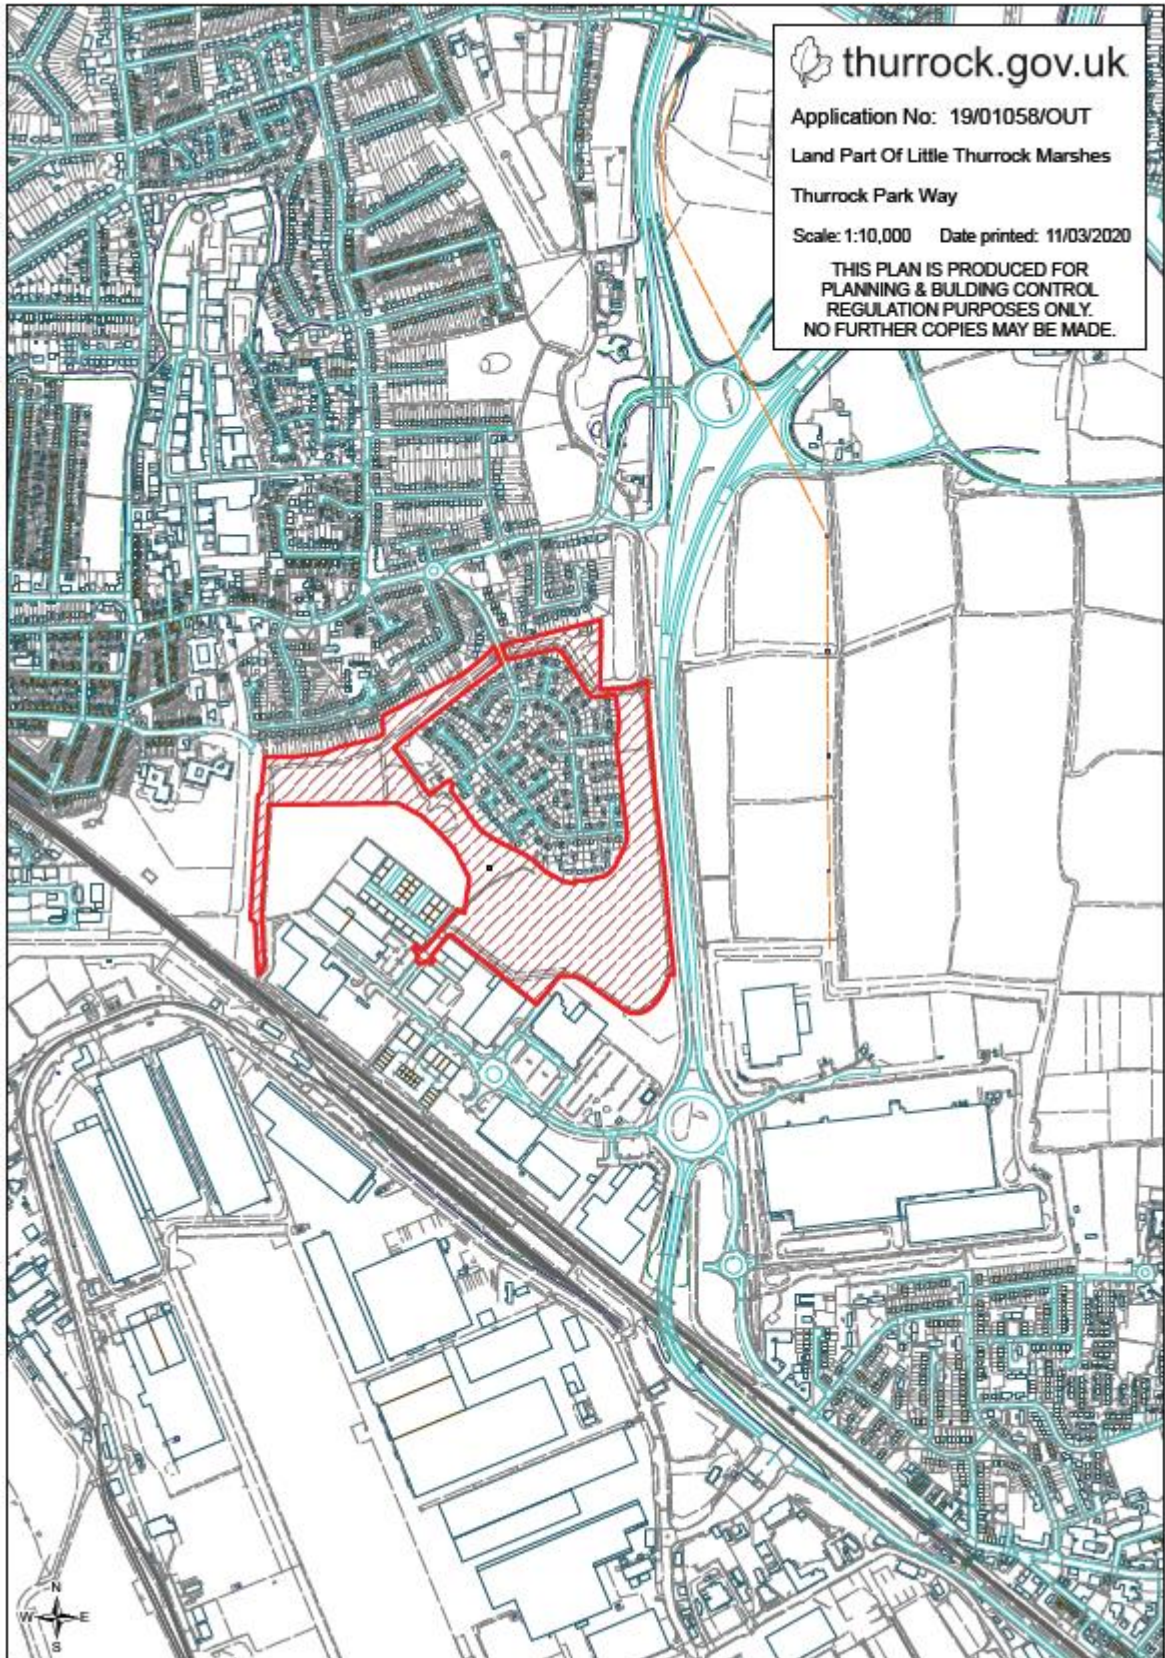 thurrock.gov.uk
Application No: 19/01058/OUT
Land Part Of Little Thurrock Marshes
Thurrock Park Way
Scale: 1:10,000 Date printed: 11/03/2020
THIS PLAN IS PRODUCED FOR
PLANNING & BULDING CONTROL
REGULATION PURPOSES ONLY.
NO FURTHER COPIES MAY BE MADE.
N
W E
S